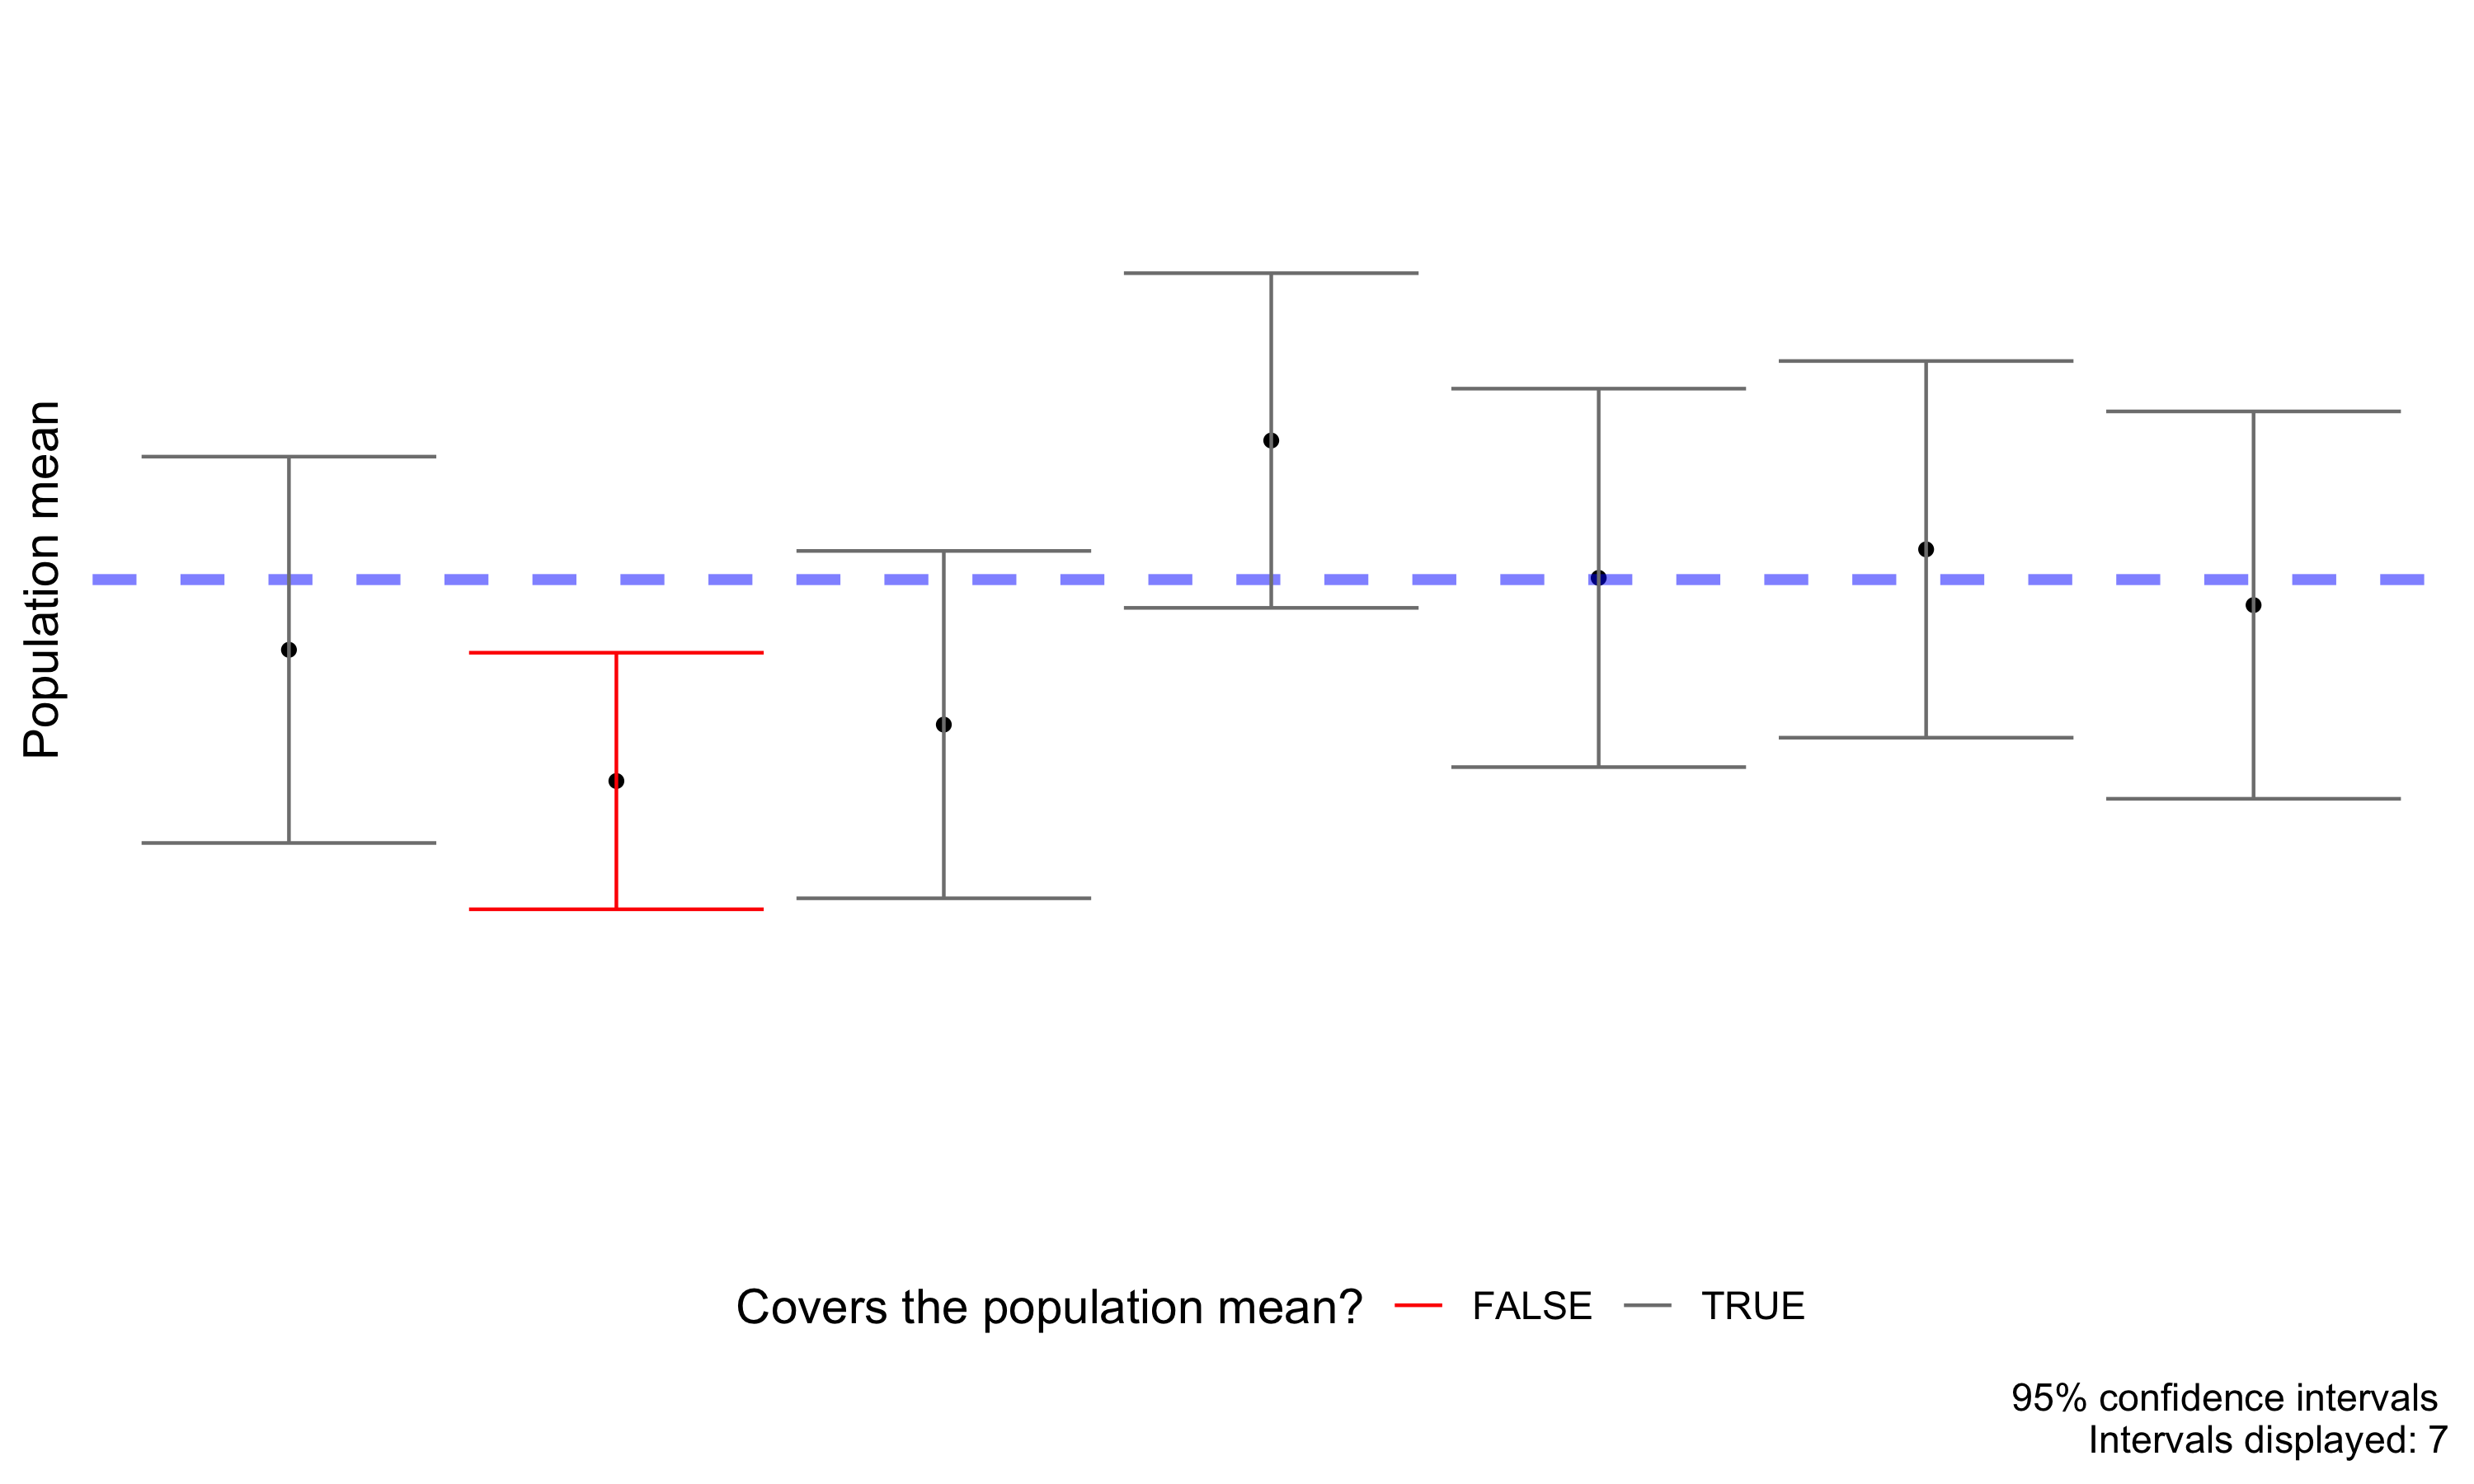 Population mean
Covers the population mean? FALSE TRUE
95% confidence intervals
Intervals displayed: 7